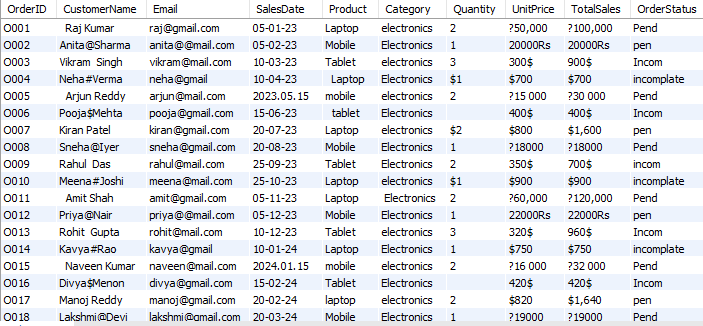 OrderID CustomerName Email SalesDate Product Category Quantity UnitPrice TotalSales OrderStatus
O001 Raj Kumar raj@gmail.com 05-01-23 Laptop electronics 2 ?50,000 ?100,000 Pend
O002 Anita@Sharma anita@@mail.com 05-02-23 Mobile electronics 1 20000Rs 20000Rs pen
O003 Vikram Singh vikram@mail.com 10-03-23 Tablet electronics 3 300$ 900$ Incom
O004 Neha#Verma neha@gmail 10-04-23 Laptop electronics $1 $700 $700 incomplate
O005 Arjun Reddy arjun@mail.com 2023.05.15 mobile electronics 2 ?15 000 ?30 000 Pend
O006 Pooja$Mehta pooja@gmail.com 15-06-23 tablet electronics 400$ 400$ Incom
O007 Kiran Patel kiran@gmail.com 20-07-23 Laptop electronics $2 $800 $1,600 pen
O008 Sneha@Iyer sneha@gmail.com 20-08-23 Mobile Electronics 1 ?18000 ?18000 Pend
O009 Rahul Das rahul@mail.com 25-09-23 Tablet Electronics 2 350$ 700$ incom
O010 Meena#Joshi meena@mail.com 25-10-23 Laptop Electronics $1 $900 $900 incomplate
O011 Amit Shah amit@gmail.com 05-11-23 Laptop Electronics 2 ?60,000 ?120,000 Pend
O012 Priya@Nair priya@@mail.com 05-12-23 Mobile Electronics 1 22000Rs 22000Rs pen
O013 Rohit Gupta rohit@mail.com 10-12-23 Tablet Electronics 3 320$ 960$ Incom
O014 Kavya#Rao kavya@gmail 10-01-24 Laptop Electronics 1 $750 $750 incomplate
O015 Naveen Kumar naveen@mail.com 2024.01.15 mobile electronics 2 ?16 000 ?32 000 Pend
O016 Divya$Menon divya@gmail.com 15-02-24 Tablet Electronics 420$ 420$ Incom
O017 Manoj Reddy manoj@gmail.com 20-02-24 laptop electronics 2 $820 $1,640 pen
O018 Lakshmi@Devi lakshmi@gmail.com 20-03-24 Mobile Electronics 1 ?19000 ?19000 Pend